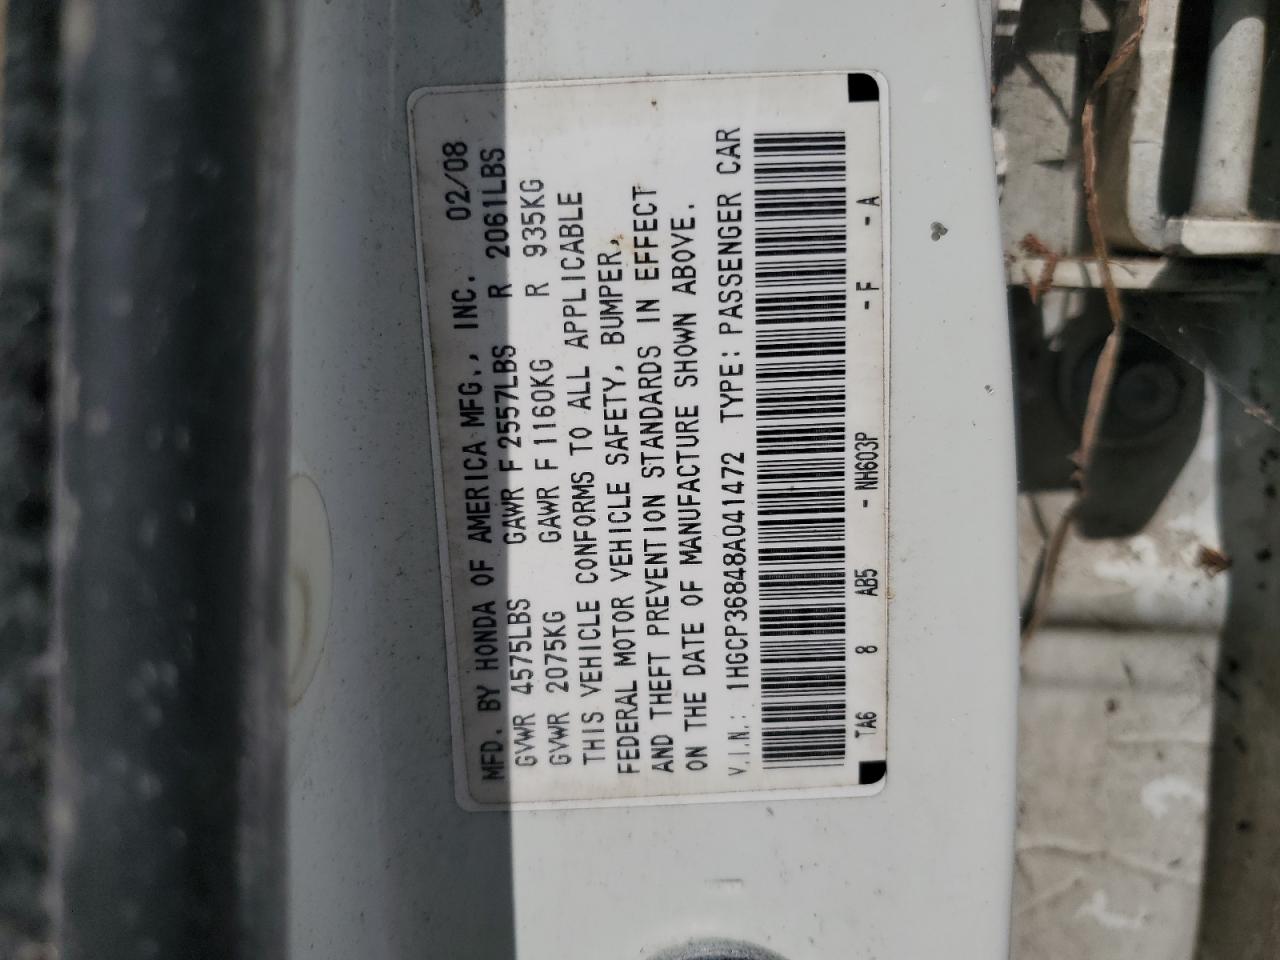 MFD. BY HONDA OF AMERICA MFG., INC. 02/08
GVWR 4575LBS GAWR F 2557LBS R 2061LBS
GVWR 2075KG GAWR F 1160KG R 935KG
THIS VEHICLE CONFORMS TO ALL APPLICABLE
FEDERAL MOTOR VEHICLE SAFETY, BUMPER,
AND THEFT PREVENTION STANDARDS IN EFFECT
ON THE DATE OF MANUFACTURE SHOWN ABOVE.
V.I.N.: 1HGCP36848A041472 TYPE: PASSENGER CAR
TA6 8 AB5 - NH603P - F - A